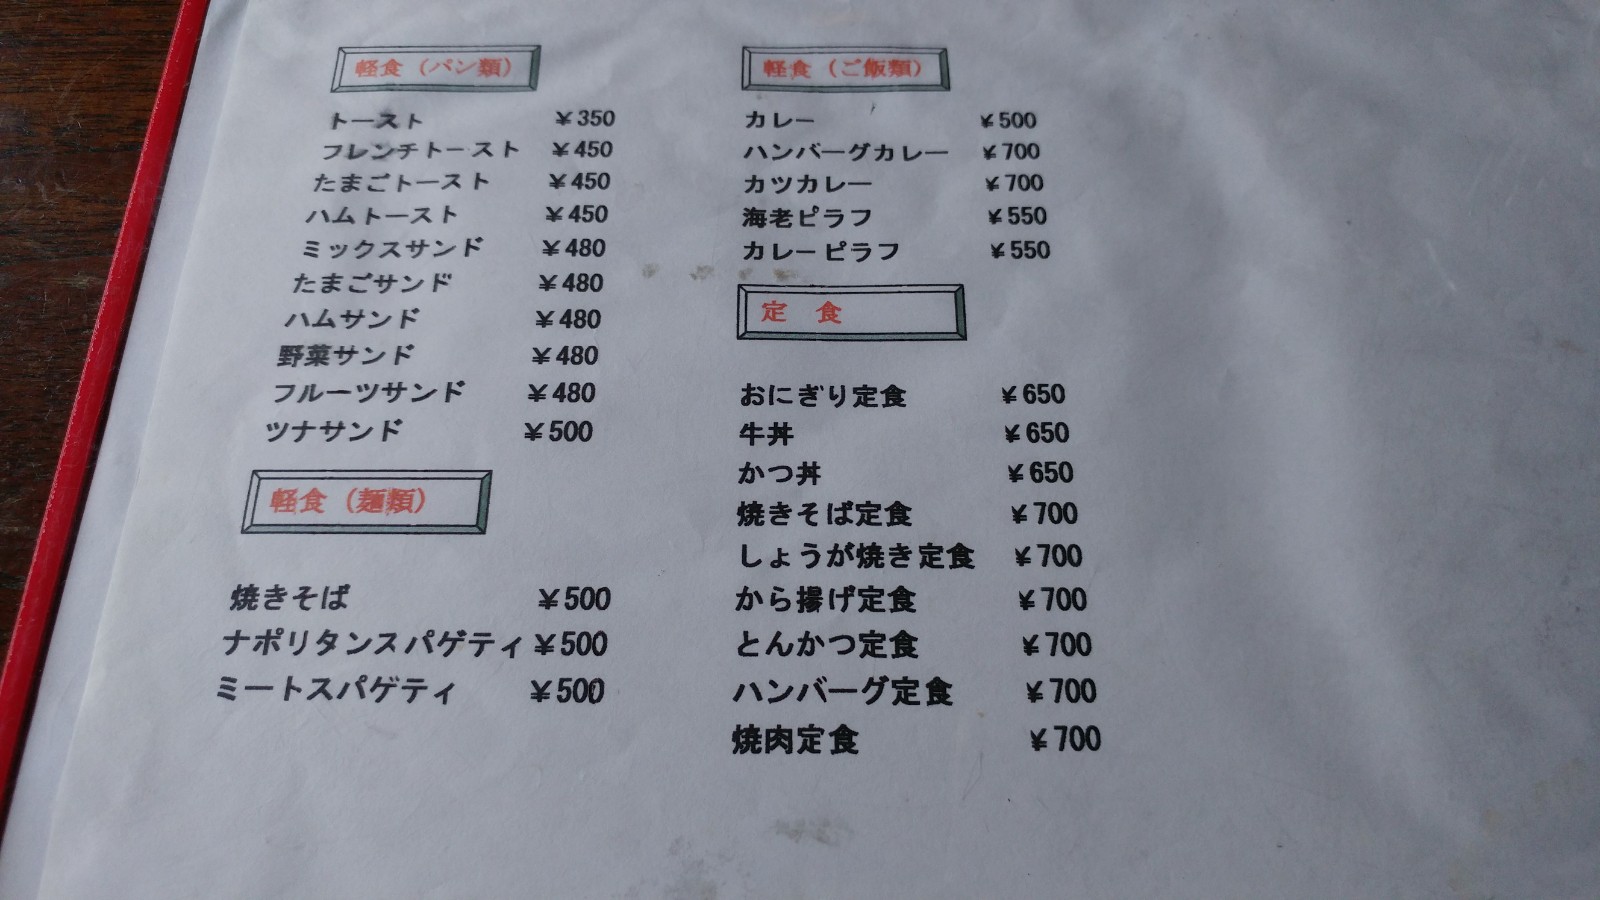 軽食（パン類）
トースト ￥350
フレンチトースト ￥450
たまごトースト ￥450
ハムトースト ￥450
ミックスサンド ￥480
たまごサンド ￥480
ハムサンド ￥480
野菜サンド ￥480
フルーツサンド ￥480
ツナサンド ￥500
軽食（麺類）
焼きそば ￥500
ナポリタンスパゲティ ￥500
ミートスパゲティ ￥500
軽食（ご飯類）
カレー ￥500
ハンバーグカレー ￥700
カツカレー ￥700
海老ピラフ ￥550
カレーピラフ ￥550
定　食
おにぎり定食 ￥650
牛丼 ￥650
かつ丼 ￥650
焼きそば定食 ￥700
しょうが焼き定食 ￥700
から揚げ定食 ￥700
とんかつ定食 ￥700
ハンバーグ定食 ￥700
焼肉定食 ￥700